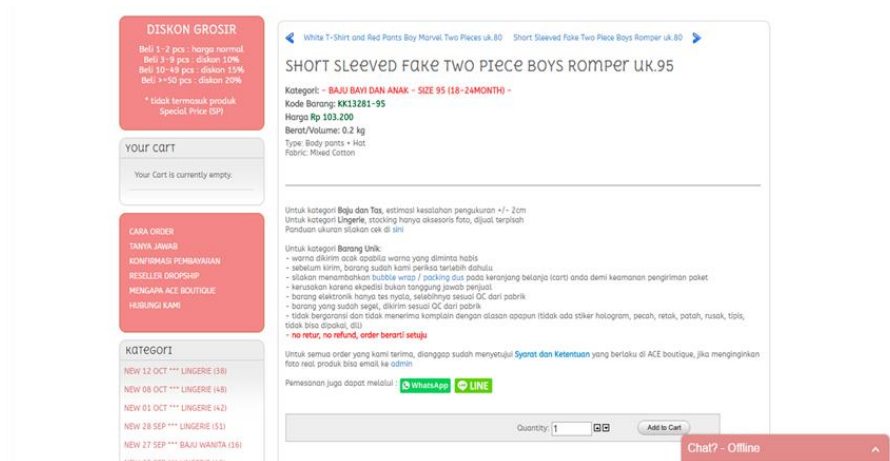 DISKON GROSIR
Beli 1-2 pcs : harga normal
Beli 3-9 pcs : diskon 10%
Beli 10-49 pcs : diskon 15%
Beli >=50 pcs : diskon 20%
* tidak termasuk produk
Special Price (SP)
Your Cart
Your Cart is currently empty.
CARA ORDER
TANYA JAWAB
KONFIRMASI PEMBAYARAN
RESELLER DROPSHIP
MENGAPA ACE BOUTIQUE
HUBUNGI KAMI
Kategori
NEW 12 OCT *** LINGERIE (38)
NEW 08 OCT *** LINGERIE (48)
NEW 01 OCT *** LINGERIE (42)
NEW 28 SEP *** LINGERIE (51)
NEW 27 SEP *** BAJU WANITA (16)
White T-Shirt and Red Pants Boy Marvel Two Pieces uk.80 Short Sleeved Fake Two Piece Boys Romper uk.80
Short Sleeved Fake Two Piece Boys Romper uk.95
Kategori: - BAJU BAYI DAN ANAK - SIZE 95 (18-24MONTH) -
Kode Barang: KK13281-95
Harga Rp 103.200
Berat/Volume: 0.2 kg
Type: Body pants + Hat
Fabric: Mixed Cotton
Untuk kategori Baju dan Tas, estimasi kesalahan pengukuran +/- 2cm
Untuk kategori Lingerie, stocking hanya aksesoris foto, dijual terpisah
Panduan ukuran silakan cek di sini
Untuk kategori Barang Unik:
- warna dikirim acak apabila warna yang diminta habis
- sebelum kirim, barang sudah kami periksa terlebih dahulu
- silakan menambahkan bubble wrap / packing dus pada keranjang belanja (cart) anda demi keamanan pengiriman paket
- kerusakan karena ekpedisi bukan tanggung jawab penjual
- barang elektronik hanya tes nyala, selebihnya sesuai QC dari pabrik
- barang yang sudah segel, dikirim sesuai QC dari pabrik
- tidak bergaransi dan tidak menerima komplain dengan alasan apapun (tidak ada stiker hologram, pecah, retak, patah, rusak, tipis,
tidak bisa dipakai, dll)
- no retur, no refund, order berarti setuju
Untuk semua order yang kami terima, dianggap sudah menyetujui Syarat dan Ketentuan yang berlaku di ACE boutique, jika menginginkan
foto real produk bisa email ke admin
Pemesanan juga dapat melalui : WhatsApp LINE
Quantity: 1 Add to Cart
Chat? - Offline